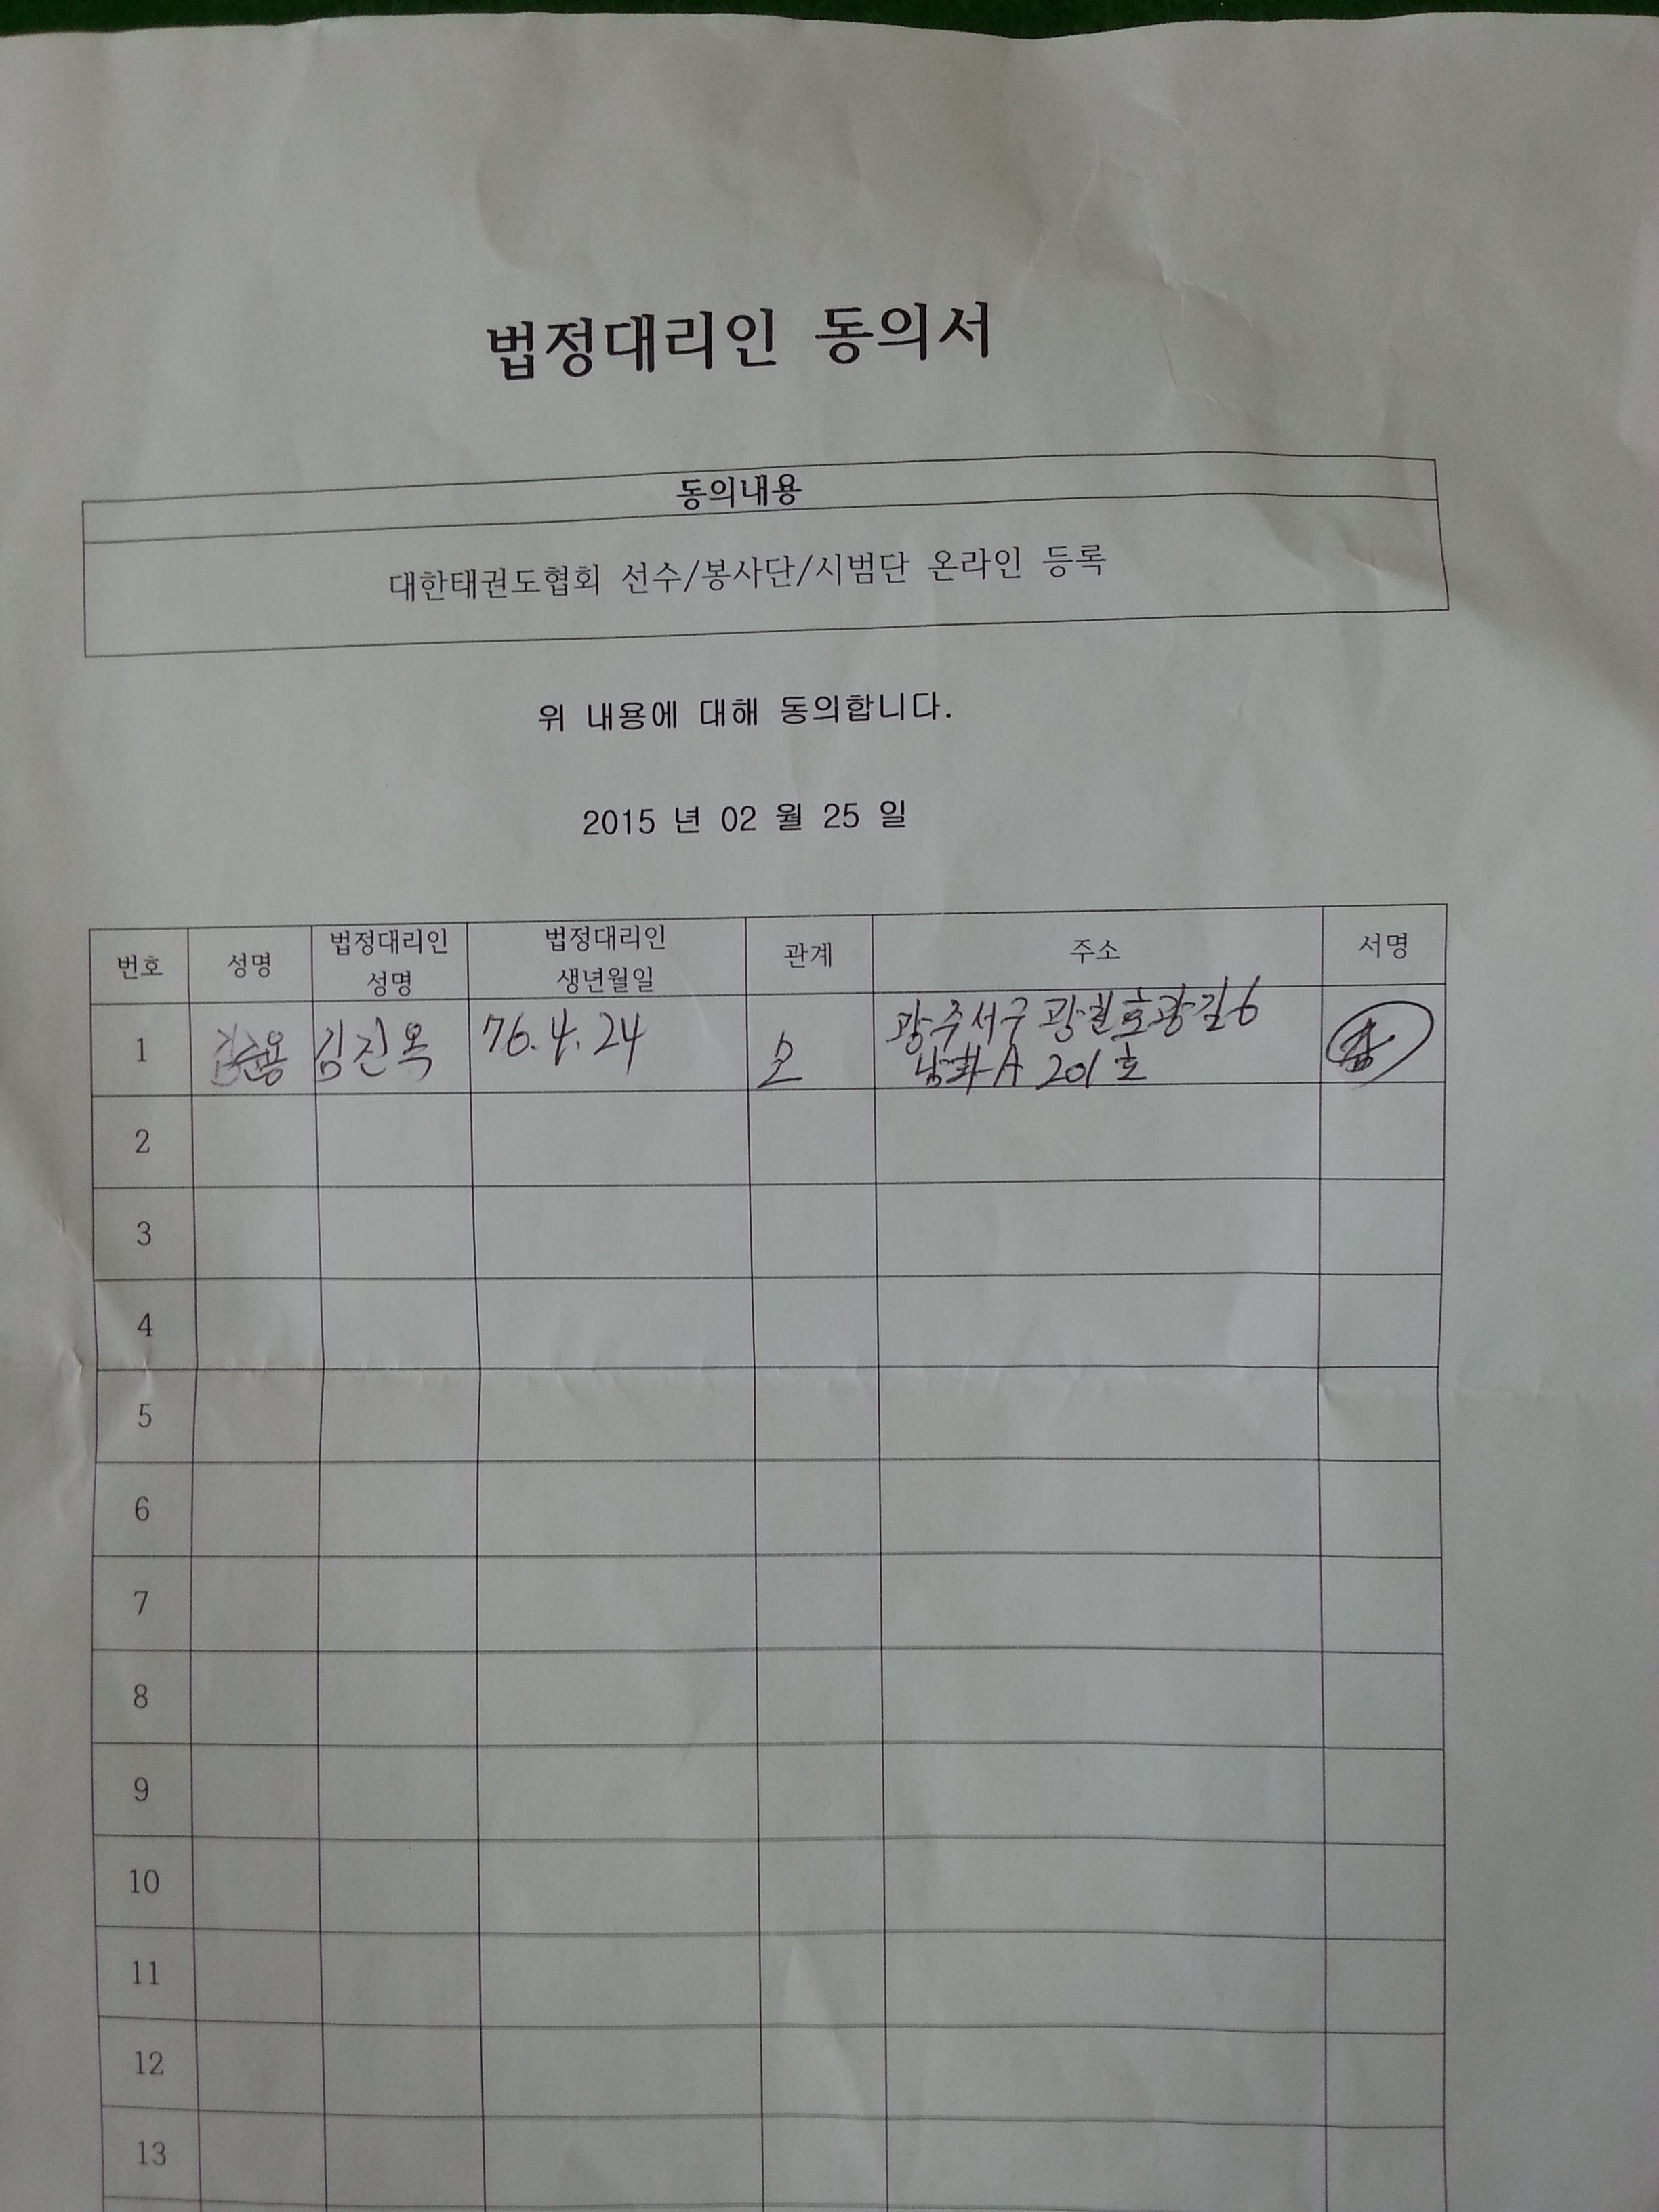 법정대리인 동의서
동의내용
대한태권도협회 선수/봉사단/시범단 온라인 등록
위 내용에 대해 동의합니다.
2015 년 02 월 25 일
번호 성명 법정대리인 성명 법정대리인 생년월일 관계 주소 서명
1 김진옥 76.4.24 모 광주서구 6
남화A 201호
2
3
4
5
6
7
8
9
10
11
12
13